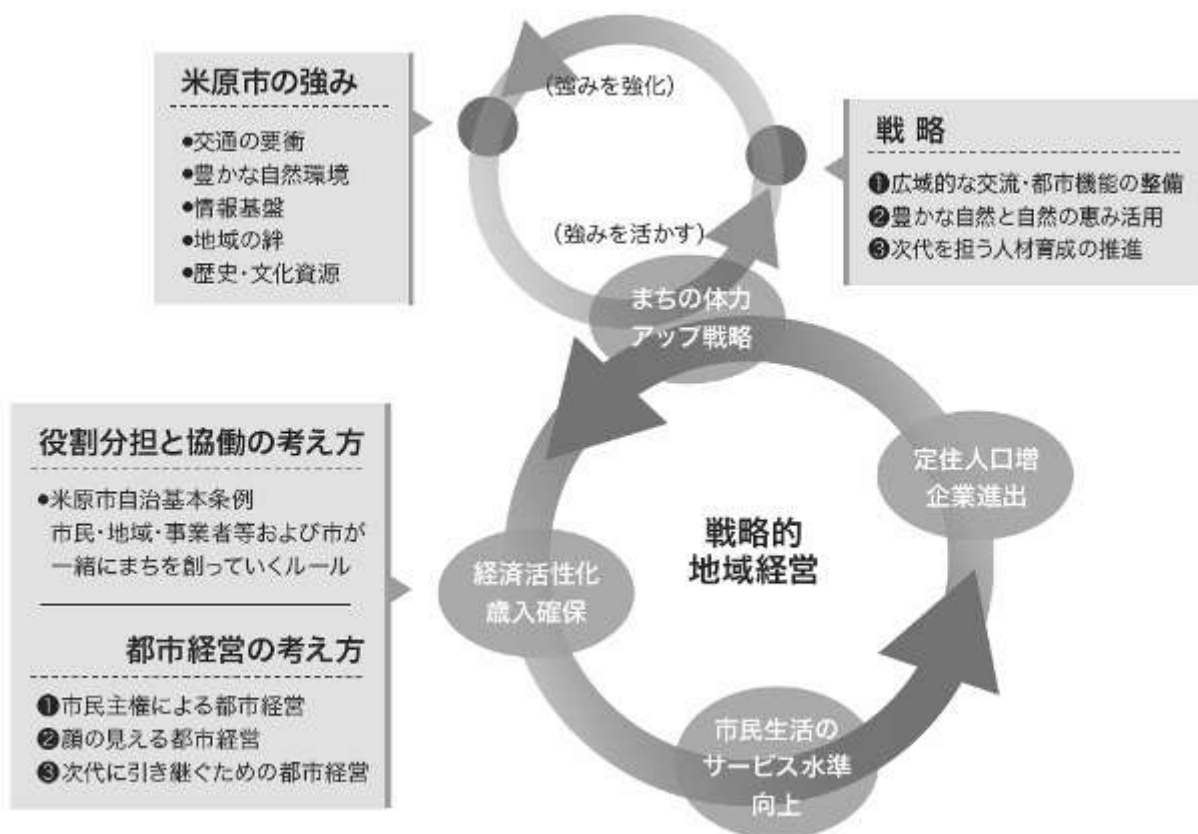 米原市の強み
●交通の要衝
●豊かな自然環境
●情報基盤
●地域の絆
●歴史・文化資源
(強みを強化)
(強みを活かす)
戦 略
❶広域的な交流・都市機能の整備
❷豊かな自然と自然の恵み活用
❸次代を担う人材育成の推進
まちの体力
アップ戦略
定住人口増
企業進出
戦略的
地域経営
経済活性化
歳入確保
市民生活の
サービス水準
向上
役割分担と協働の考え方
●米原市自治基本条例
市民・地域・事業者等および市が
一緒にまちを創っていくルール
都市経営の考え方
❶市民主権による都市経営
❷顔の見える都市経営
❸次代に引き継ぐための都市経営